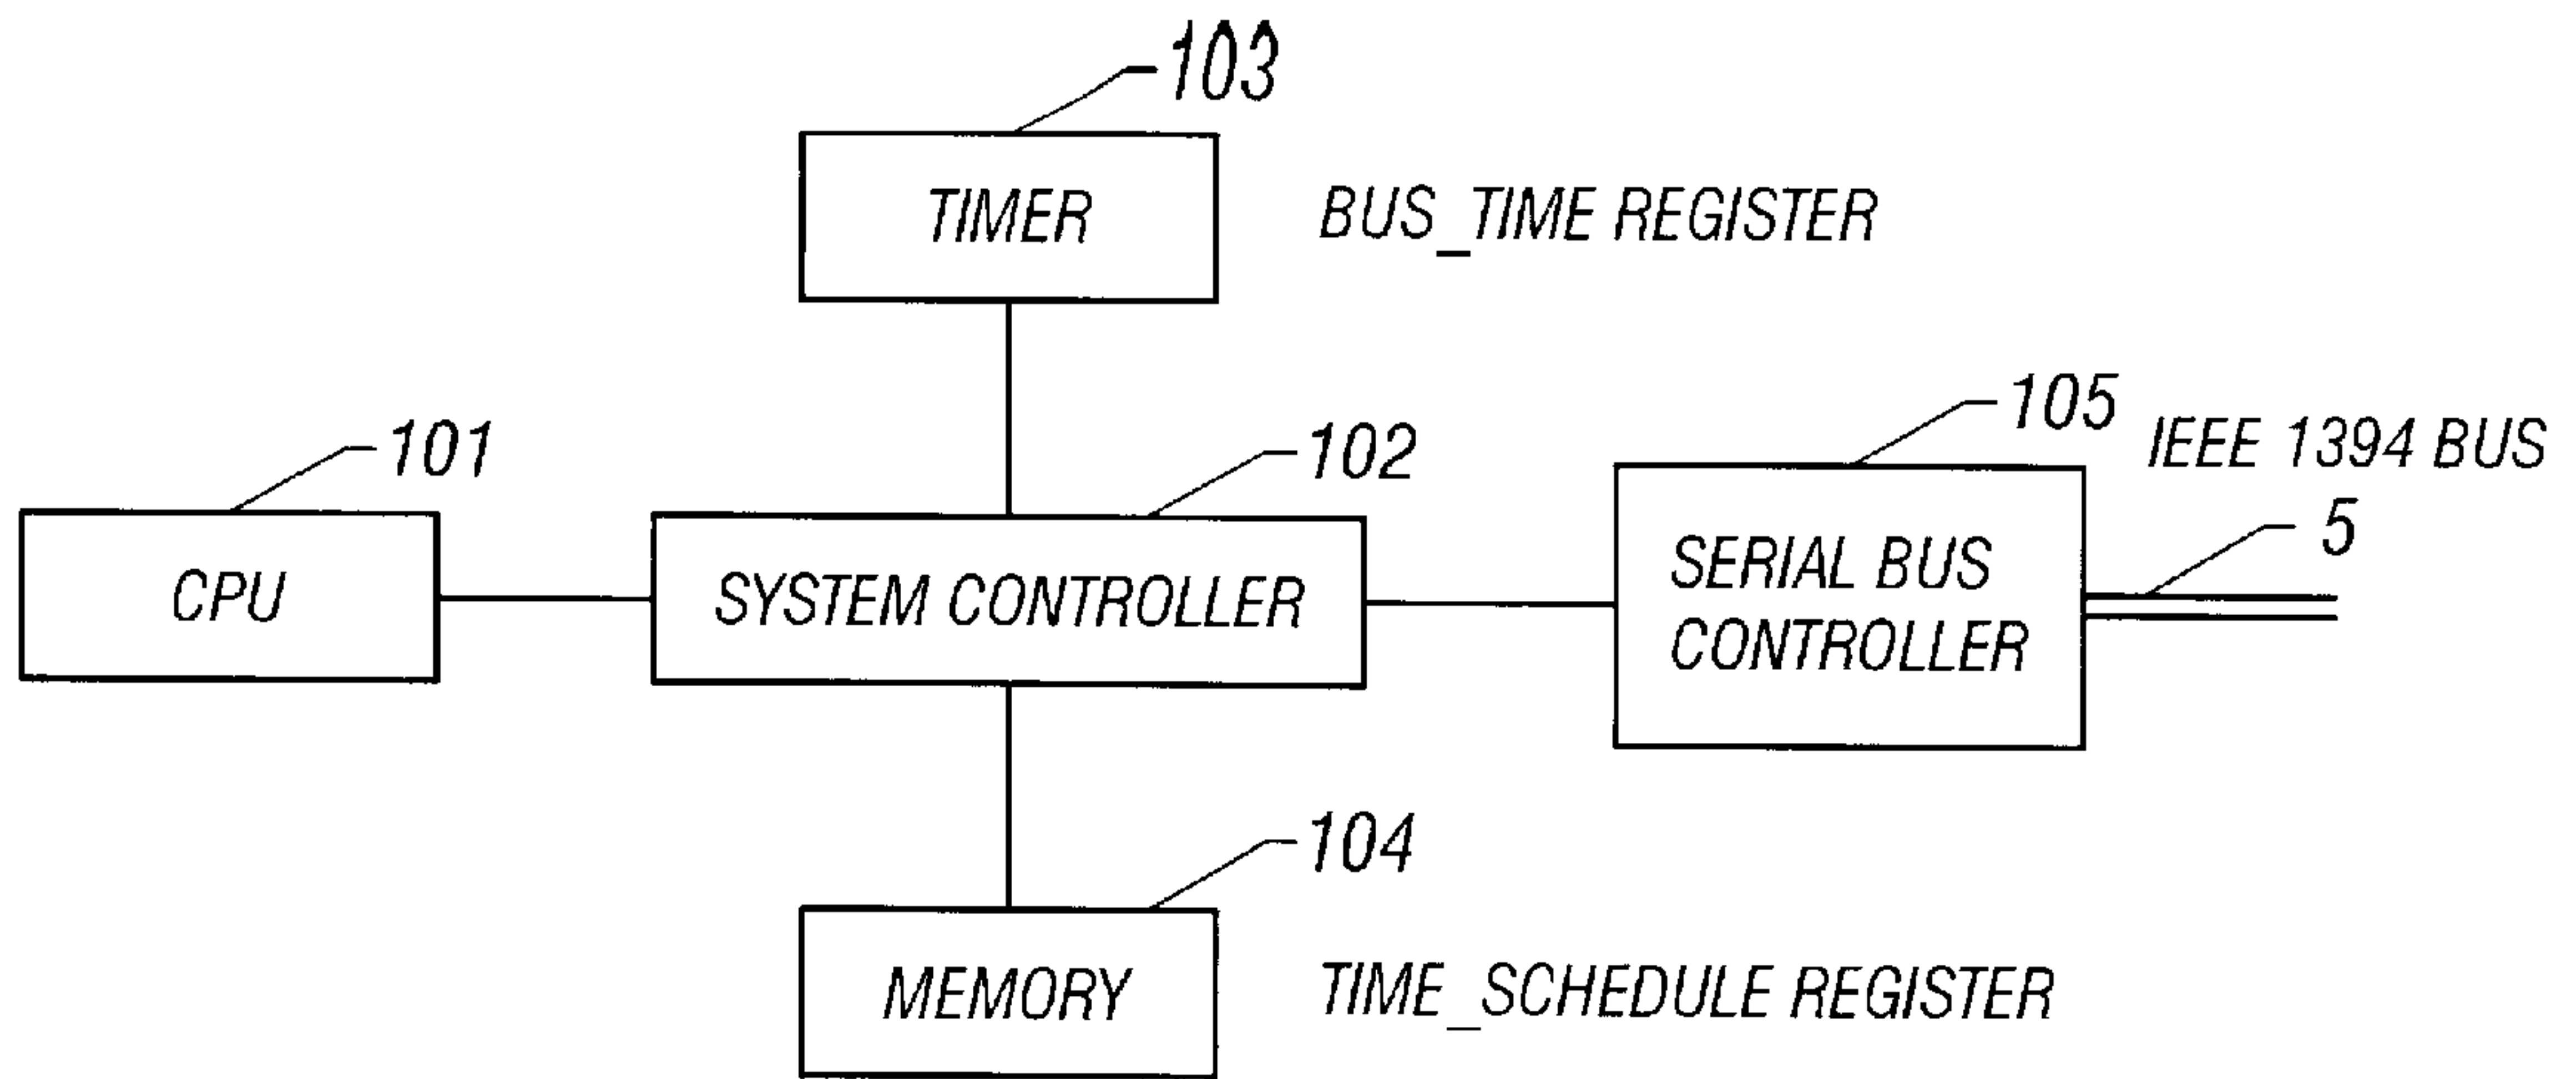 103
TIMER
BUS_TIME REGISTER
101
102
105
IEEE 1394 BUS
5
CPU
SYSTEM CONTROLLER
SERIAL BUS
CONTROLLER
104
MEMORY
TIME_SCHEDULE REGISTER